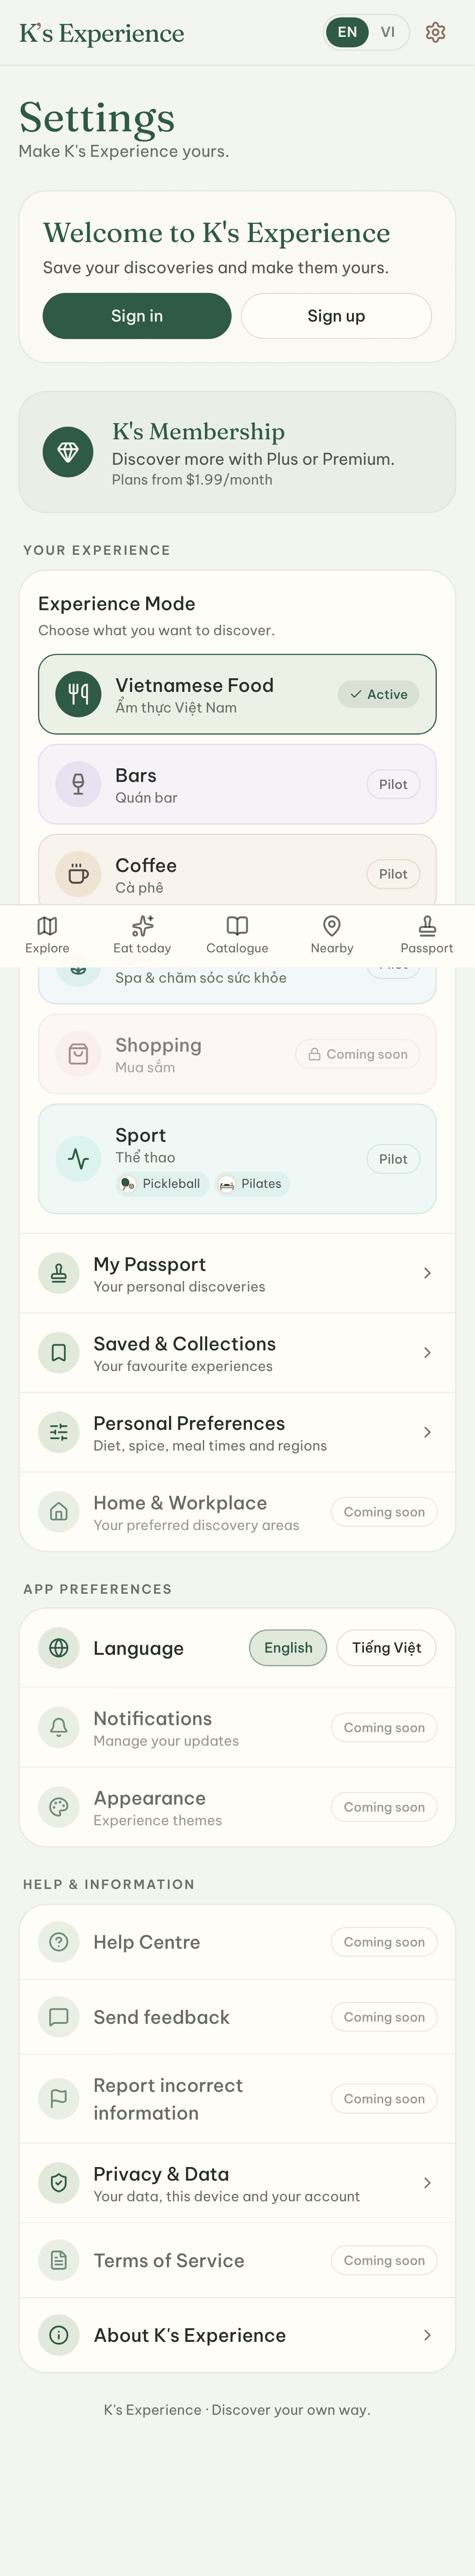 K's Experience
EN VI
Settings
Make K's Experience yours.
Welcome to K's Experience
Save your discoveries and make them yours.
Sign in
Sign up
K's Membership
Discover more with Plus or Premium.
Plans from $1.99/month
YOUR EXPERIENCE
Experience Mode
Choose what you want to discover.
Vietnamese Food
Ẩm thực Việt Nam
Active
Bars
Quán bar
Pilot
Coffee
Cà phê
Pilot
Explore
Eat today
Catalogue
Nearby
Passport
Spa & chăm sóc sức khỏe
Pilot
Shopping
Mua sắm
Coming soon
Sport
Thể thao
Pickleball
Pilates
Pilot
My Passport
Your personal discoveries
Saved & Collections
Your favourite experiences
Personal Preferences
Diet, spice, meal times and regions
Home & Workplace
Your preferred discovery areas
Coming soon
APP PREFERENCES
Language
English
Tiếng Việt
Notifications
Manage your updates
Coming soon
Appearance
Experience themes
Coming soon
HELP & INFORMATION
Help Centre
Coming soon
Send feedback
Coming soon
Report incorrect
information
Coming soon
Privacy & Data
Your data, this device and your account
Terms of Service
Coming soon
About K's Experience
K's Experience · Discover your own way.